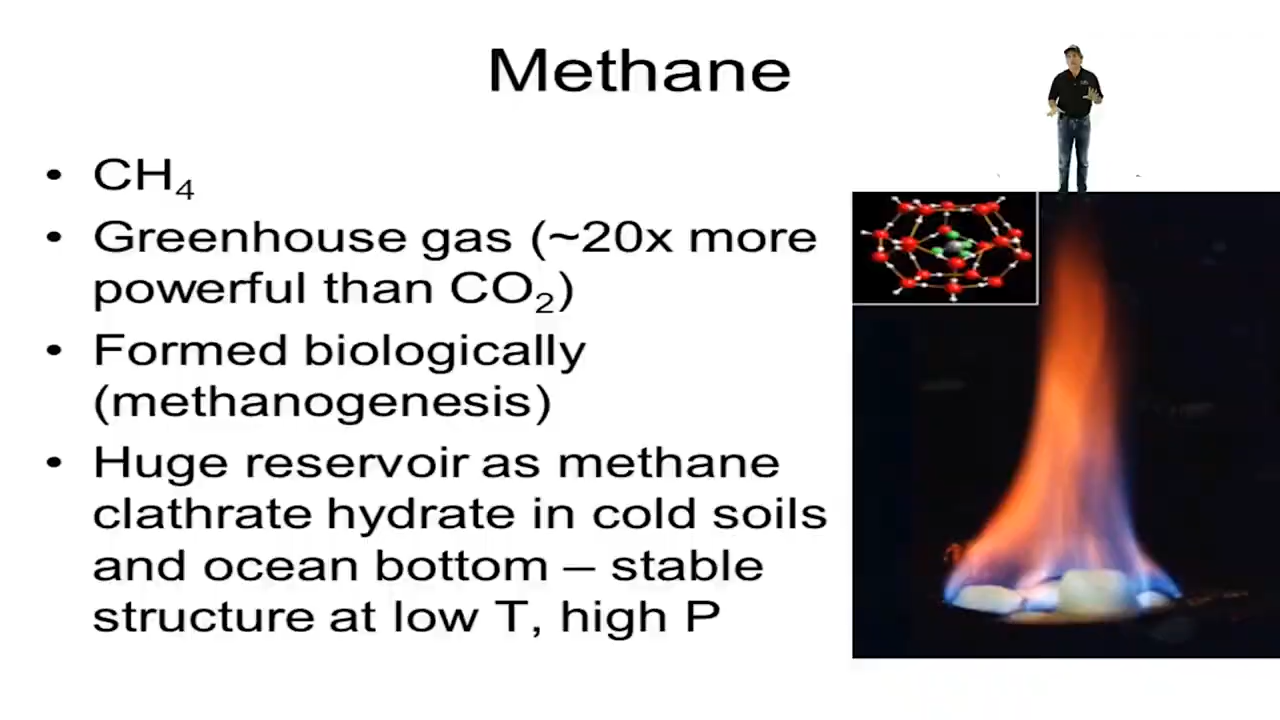 Methane
• CH₄
• Greenhouse gas (~20x more
powerful than CO₂)
• Formed biologically
(methanogenesis)
• Huge reservoir as methane
clathrate hydrate in cold soils
and ocean bottom – stable
structure at low T, high P